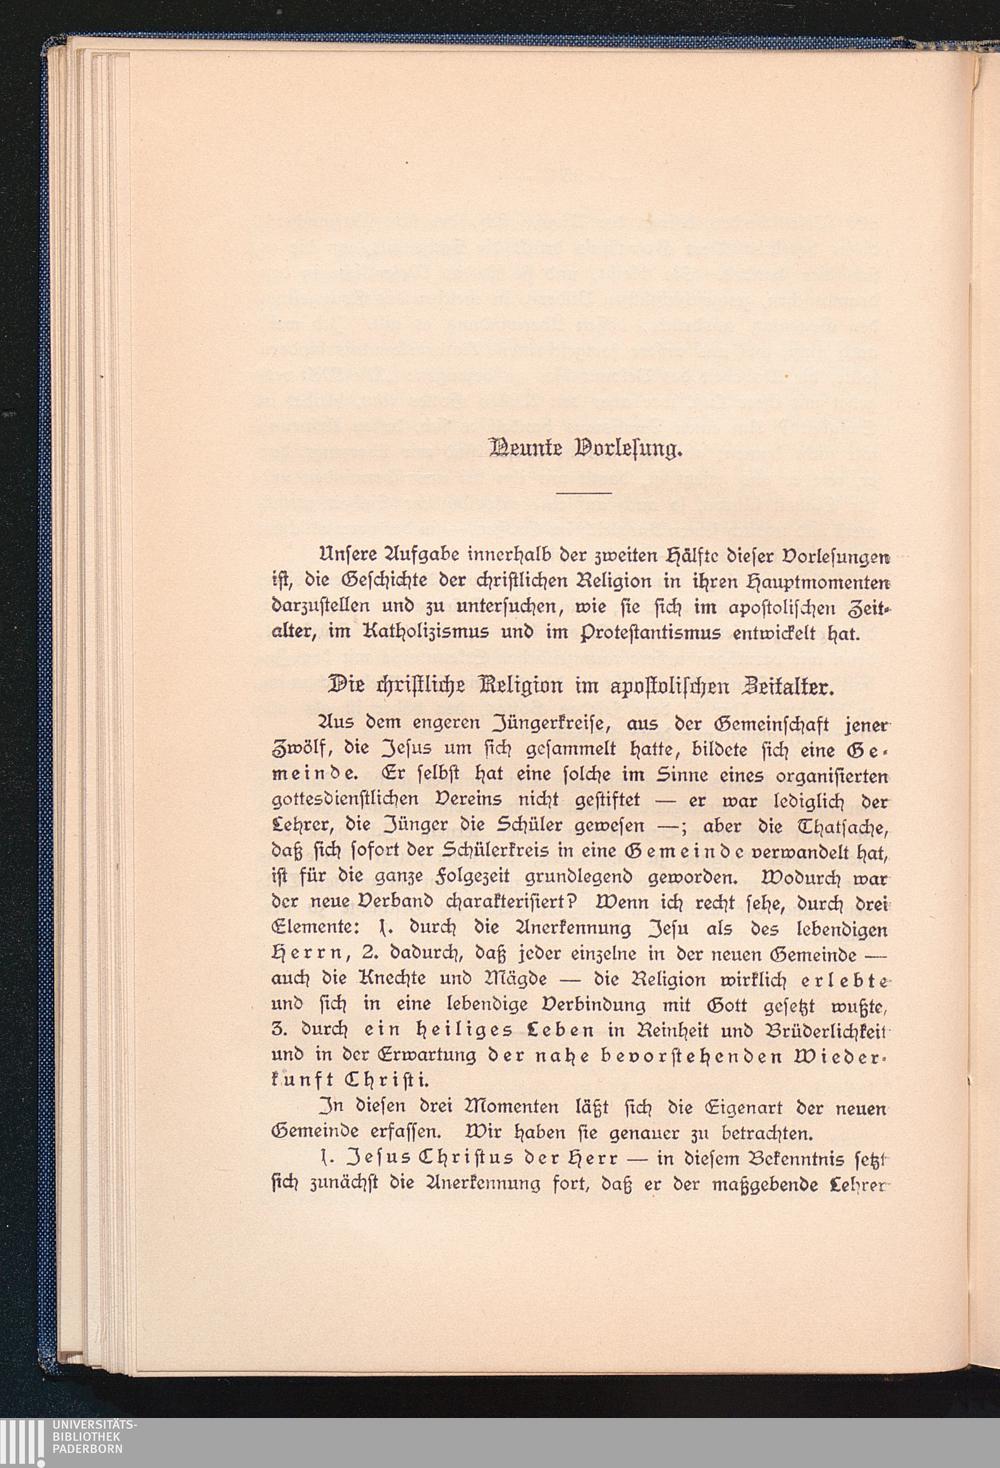 Neunte Vorlesung.
Unsere Aufgabe innerhalb der zweiten Hälfte dieser Vorlesungen
ist, die Geschichte der christlichen Religion in ihren Hauptmomenten
darzustellen und zu untersuchen, wie sie sich im apostolischen Zeit-
alter, im Katholizismus und im Protestantismus entwickelt hat.
Die christliche Religion im apostolischen Zeitalter.
Aus dem engeren Jüngerkreise, aus der Gemeinschaft jener
Zwölf, die Jesus um sich gesammelt hatte, bildete sich eine Ge-
meinde. Er selbst hat eine solche im Sinne eines organisierten
gottesdienstlichen Vereins nicht gestiftet — er war lediglich der
Lehrer, die Jünger die Schüler gewesen —; aber die Thatsache,
daß sich sofort der Schülerkreis in eine Gemeinde verwandelt hat,
ist für die ganze Folgezeit grundlegend geworden. Wodurch war
der neue Verband charakterisiert? Wenn ich recht sehe, durch drei
Elemente: 1. durch die Anerkennung Jesu als des lebendigen
Herrn, 2. dadurch, daß jeder einzelne in der neuen Gemeinde —
auch die Knechte und Mägde — die Religion wirklich erlebte
und sich in eine lebendige Verbindung mit Gott gesetzt wußte,
3. durch ein heiliges Leben in Reinheit und Brüderlichkeit
und in der Erwartung der nahe bevorstehenden Wieder-
kunft Christi.
In diesen drei Momenten läßt sich die Eigenart der neuen
Gemeinde erfassen. Wir haben sie genauer zu betrachten.
1. Jesus Christus der Herr — in diesem Bekenntnis setzt
sich zunächst die Anerkennung fort, daß er der maßgebende Lehrer
UNIVERSITÄTS-
BIBLIOTHEK
PADERBORN